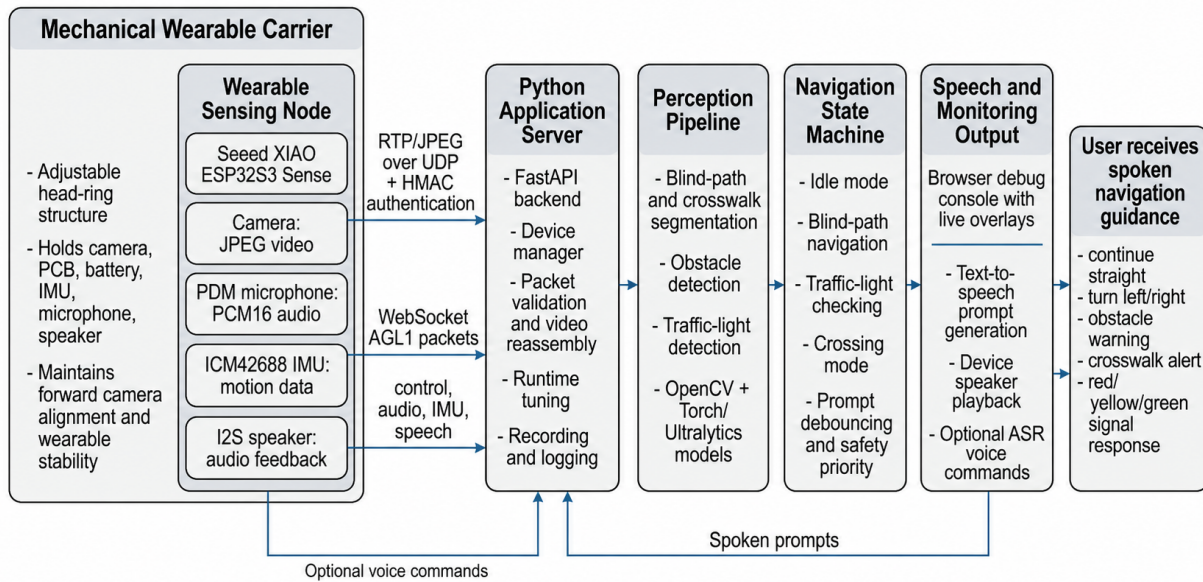 Mechanical Wearable Carrier
- Adjustable
head-ring
structure
- Holds camera,
PCB, battery,
IMU,
microphone,
speaker
- Maintains
forward camera
alignment and
wearable
stability
Wearable
Sensing Node
Seeed XIAO
ESP32S3 Sense
Camera:
JPEG video
PDM microphone:
PCM16 audio
ICM42688 IMU:
motion data
I2S speaker:
audio feedback
RTP/JPEG
over UDP
+ HMAC
authentication
WebSocket
AGL1 packets
control,
audio, IMU,
speech
Python
Application
Server
- FastAPI
backend
- Device
manager
- Packet
validation
and video
reassembly
- Runtime
tuning
- Recording
and logging
Perception
Pipeline
- Blind-path
and crosswalk
segmentation
- Obstacle
detection
- Traffic-light
detection
- OpenCV +
Torch/
Ultralytics
models
Navigation
State
Machine
- Idle mode
- Blind-path
navigation
- Traffic-light
checking
- Crossing
mode
- Prompt
debouncing
and safety
priority
Speech and
Monitoring
Output
Browser debug
console with
live overlays
- Text-to-
speech
prompt
generation
- Device
speaker
playback
- Optional ASR
voice
commands
User receives
spoken
navigation
guidance
- continue
straight
- turn left/right
- obstacle
warning
- crosswalk alert
- red/
yellow/green
signal
response
Spoken prompts
Optional voice commands